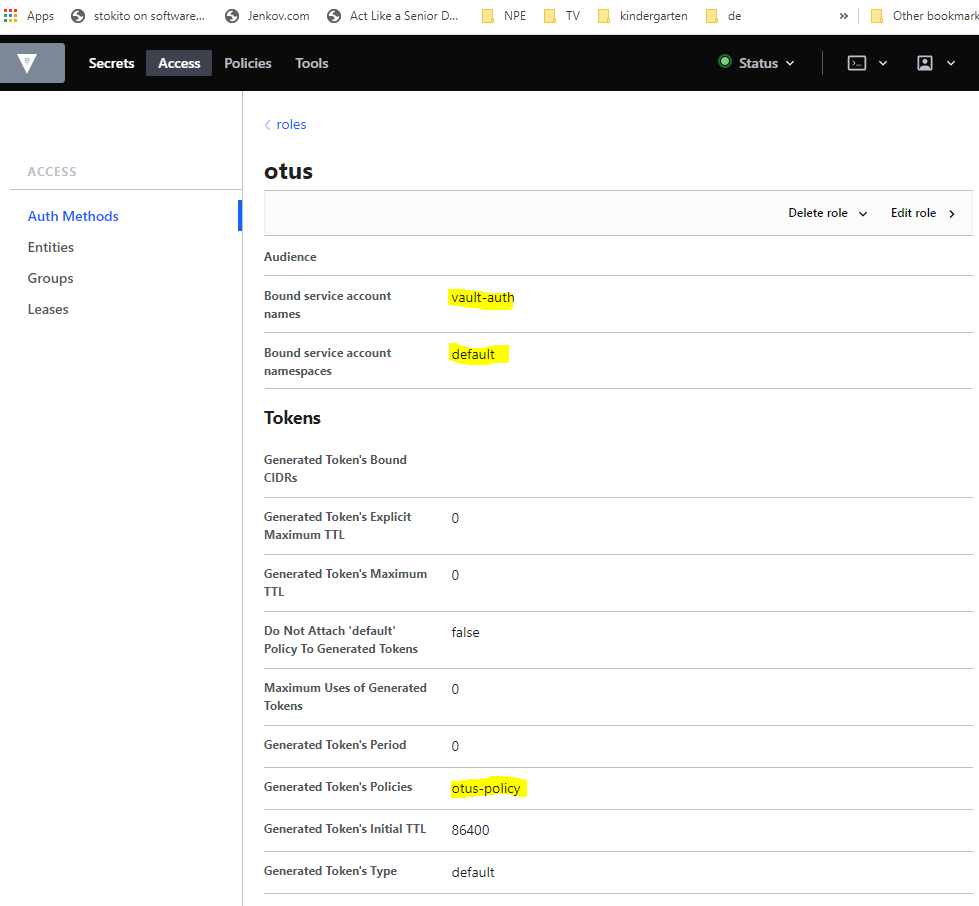 Apps stokito on software... Jenkov.com Act Like a Senior D... NPE TV kindergarten de » Other bookmark
Secrets Access Policies Tools Status
roles
ACCESS
otus
Auth Methods
Delete role Edit role
Entities
Audience
Groups
Bound service account
names
vault-auth
Leases
Bound service account
namespaces
default
Tokens
Generated Token's Bound
CIDRs
Generated Token's Explicit
Maximum TTL
0
Generated Token's Maximum
TTL
0
Do Not Attach 'default'
Policy To Generated Tokens
false
Maximum Uses of Generated
Tokens
0
Generated Token's Period 0
Generated Token's Policies otus-policy
Generated Token's Initial TTL 86400
Generated Token's Type default